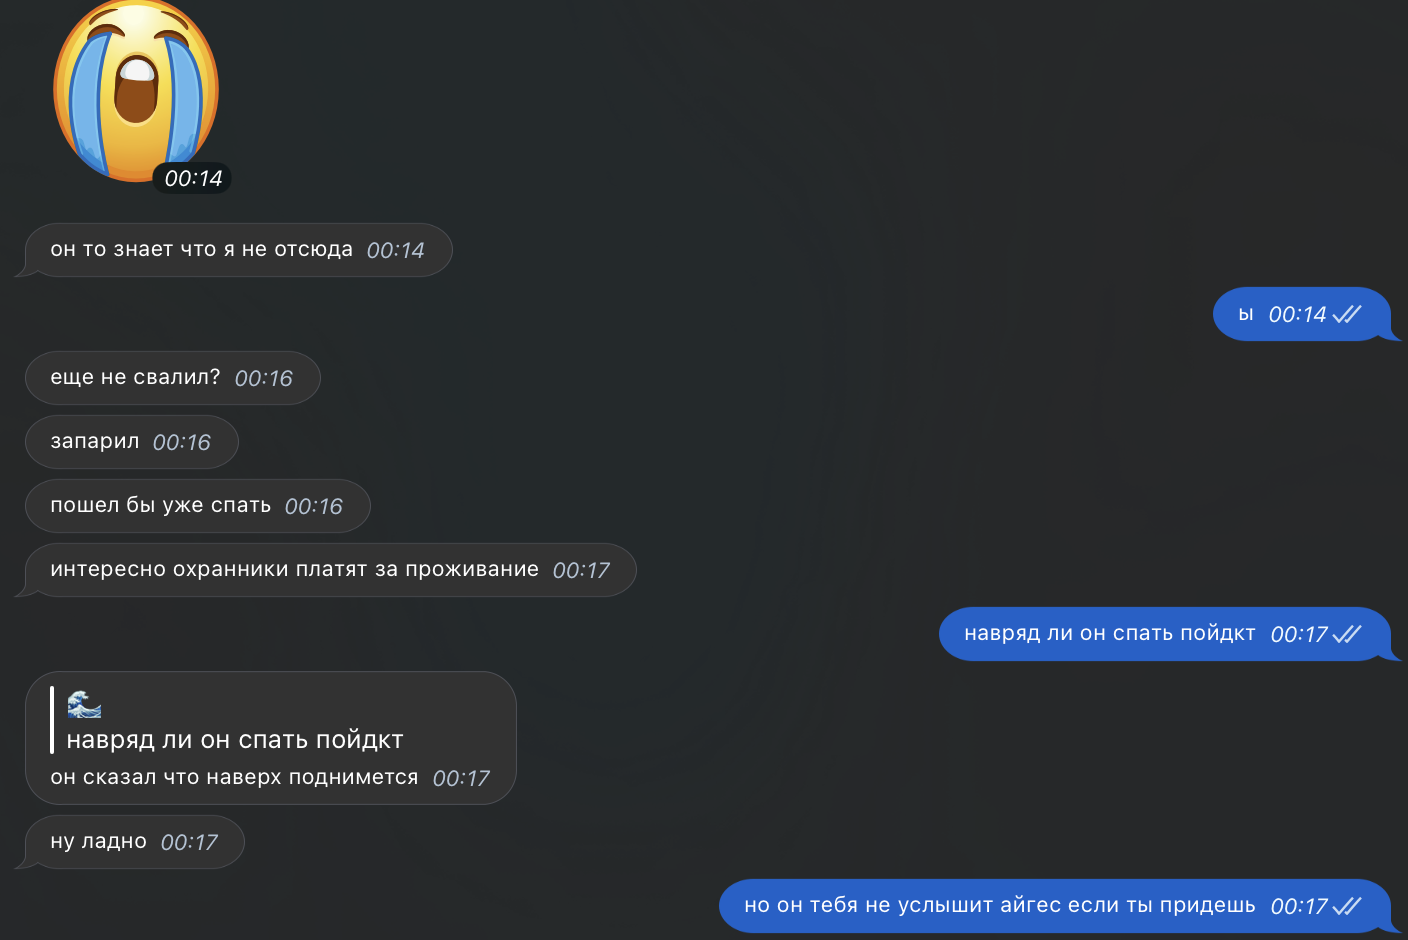 00:14
он то знает что я не отсюда 00:14
ы 00:14
еще не свалил? 00:16
запарил 00:16
пошел бы уже спать 00:16
интересно охранники платят за проживание 00:17
навряд ли он спать пойдкт 00:17
🌊
навряд ли он спать пойдкт
он сказал что наверх поднимется 00:17
ну ладно 00:17
но он тебя не услышит айгес если ты придешь 00:17